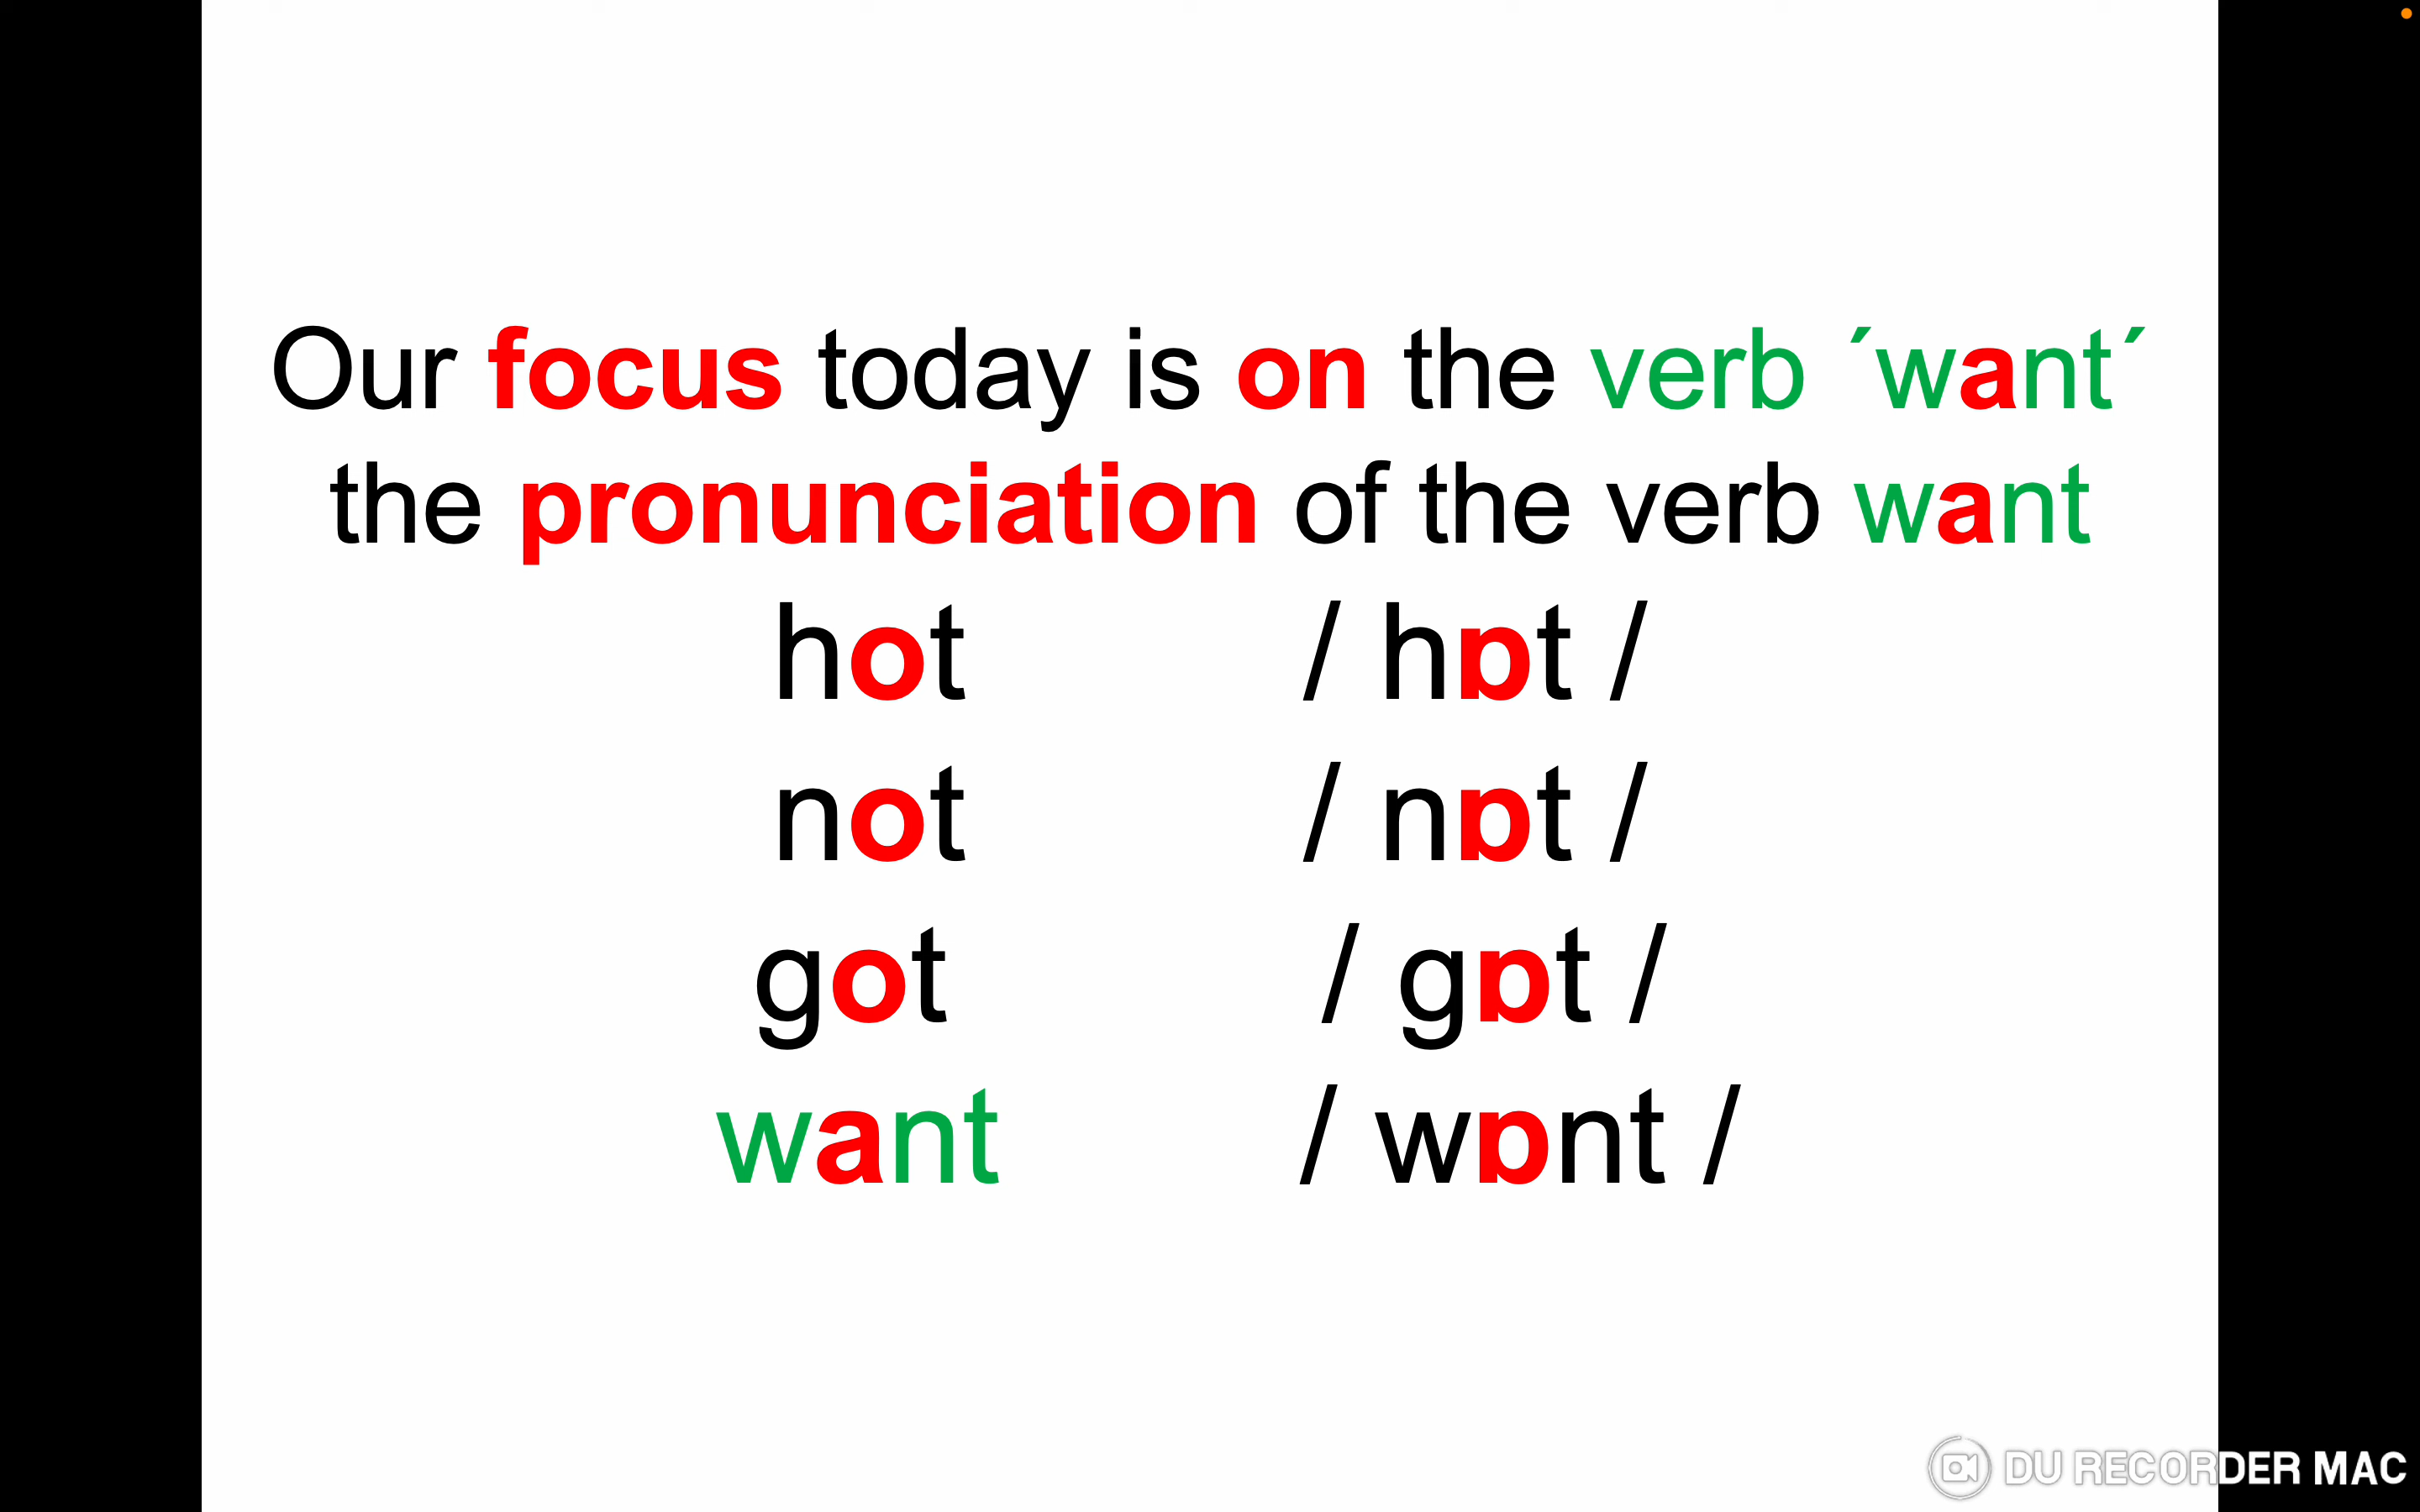 Our focus today is on the verb ´want´
the pronunciation of the verb want
hot / hɒt /
not / nɒt /
got / gɒt /
want / wɒnt /
DU RECORDER MAC